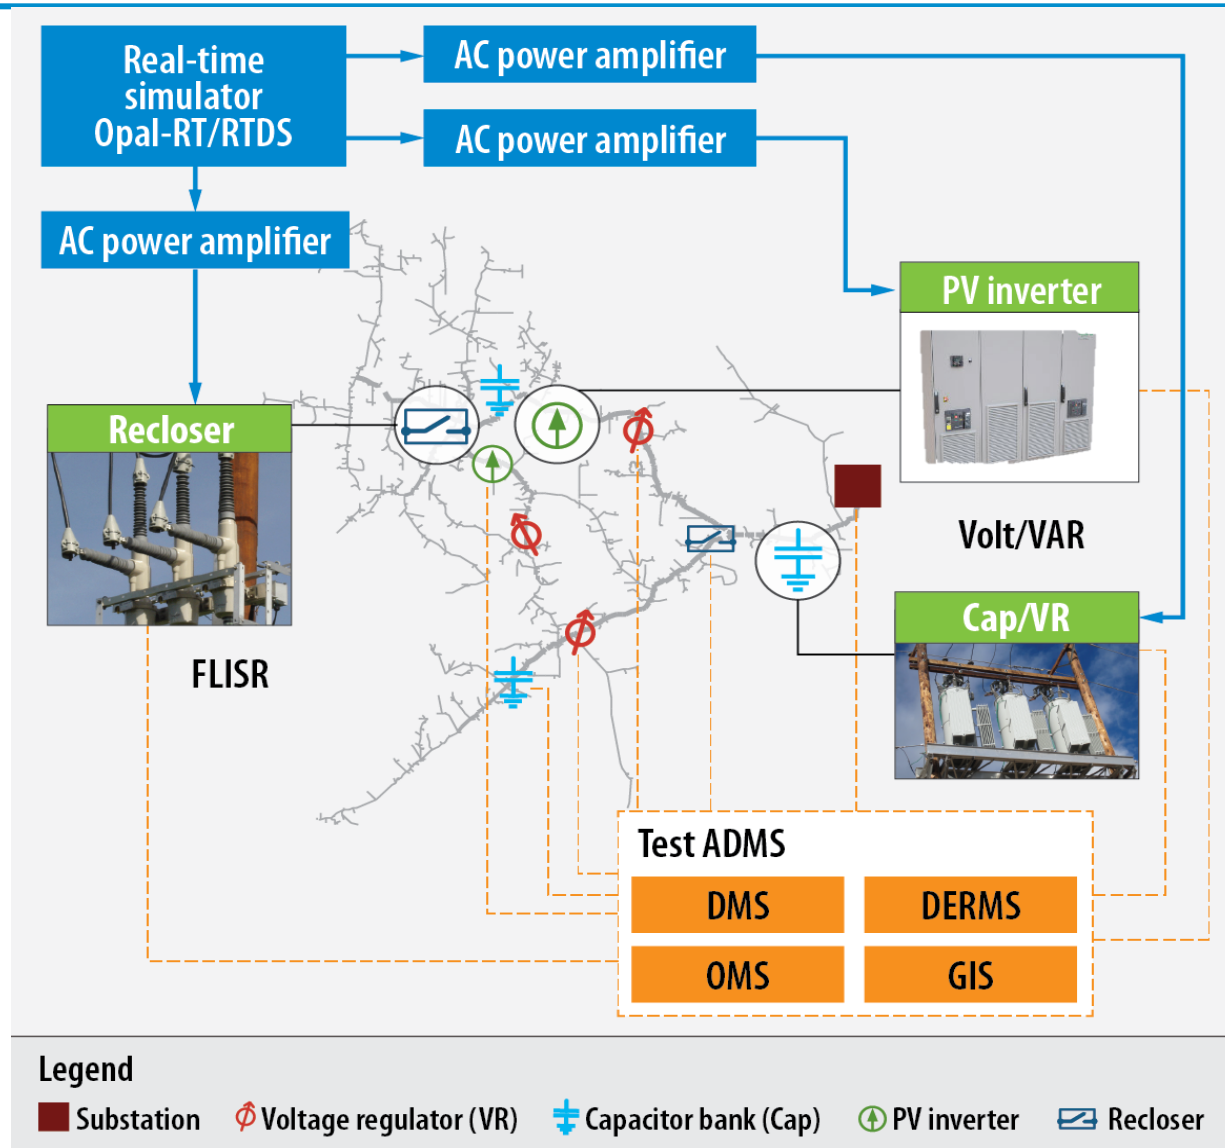 Real-time
simulator
Opal-RT/RTDS
AC power amplifier
AC power amplifier
AC power amplifier
PV inverter
Recloser
Volt/VAR
Cap/VR
FLISR
Test ADMS
DMS
DERMS
OMS
GIS
Legend
Substation
Voltage regulator (VR)
Capacitor bank (Cap)
PV inverter
Recloser